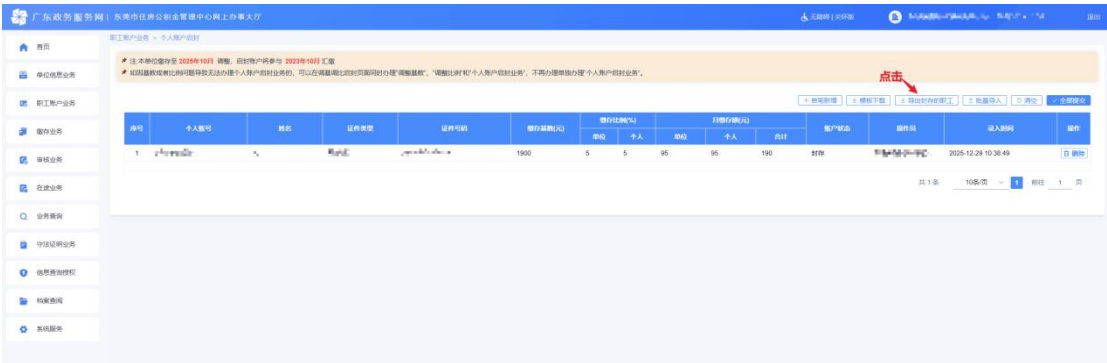 广东政务服务网 | 东莞市住房公积金管理中心网上办事大厅
无障碍 | 关怀版
退出
职工账户业务 > 个人账户启封
首页
单位信息业务
职工账户业务
缴存业务
审核业务
在途业务
业务查询
守法证明业务
信息查询授权
档案查阅
系统服务
注:本单位缴存至 2025年10月 调整,启封账户将参与 2023年10月 汇缴
如因基数或者比例问题导致无法办理个人账户启封业务的,可以在调基调比启封页面同时办理“调整基数”、“调整比例”和“个人账户启封业务”,不再办理单独办理“个人账户启封业务”。
点击
+ 单笔新增
模板下载
导出封存的职工
批量导入
清空
全部提交
序号 个人账号 姓名 证件类型 证件号码 缴存基数(元) 缴存比例(%) 月缴存额(元) 账户状态 操作员 录入时间 操作
单位 个人 单位 个人 合计
1 1900 5 5 95 95 190 封存 2025-12-29 10:38:49 删除
共 1 条 10条/页 1 前往 1 页